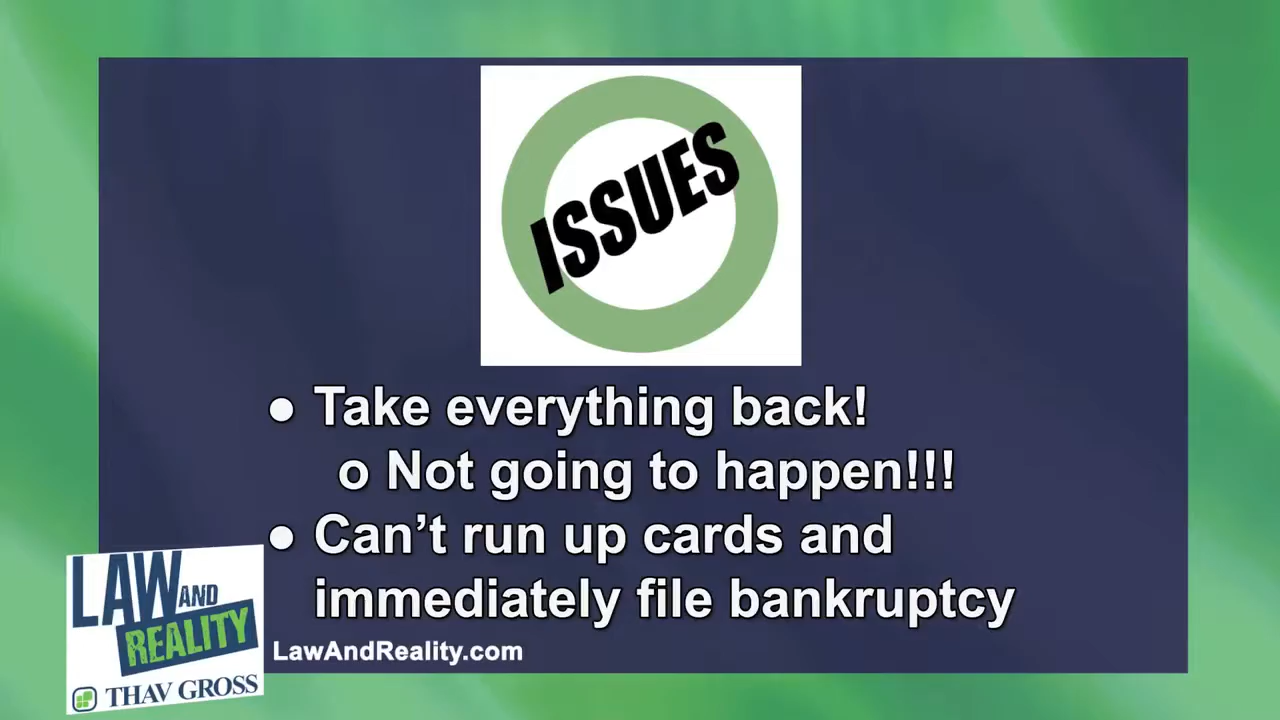 ISSUES
● Take everything back!
o Not going to happen!!!
● Can’t run up cards and
immediately file bankruptcy
LAW AND
REALITY
THAV GROSS
LawAndReality.com